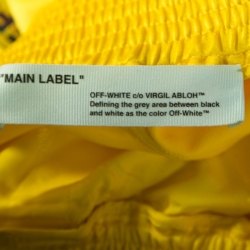 "MAIN LABEL"
OFF-WHITE c/o VIRGIL ABLOH™
Defining the grey area between black
and white as the color Off-White™